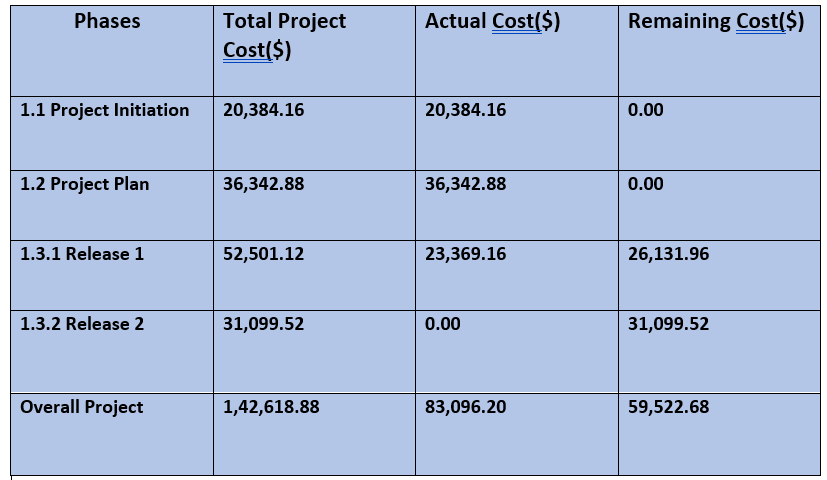 Phases Total Project Actual Cost($) Remaining Cost($)
Cost($)
1.1 Project Initiation 20,384.16 20,384.16 0.00
1.2 Project Plan 36,342.88 36,342.88 0.00
1.3.1 Release 1 52,501.12 23,369.16 26,131.96
1.3.2 Release 2 31,099.52 0.00 31,099.52
Overall Project 1,42,618.88 83,096.20 59,522.68